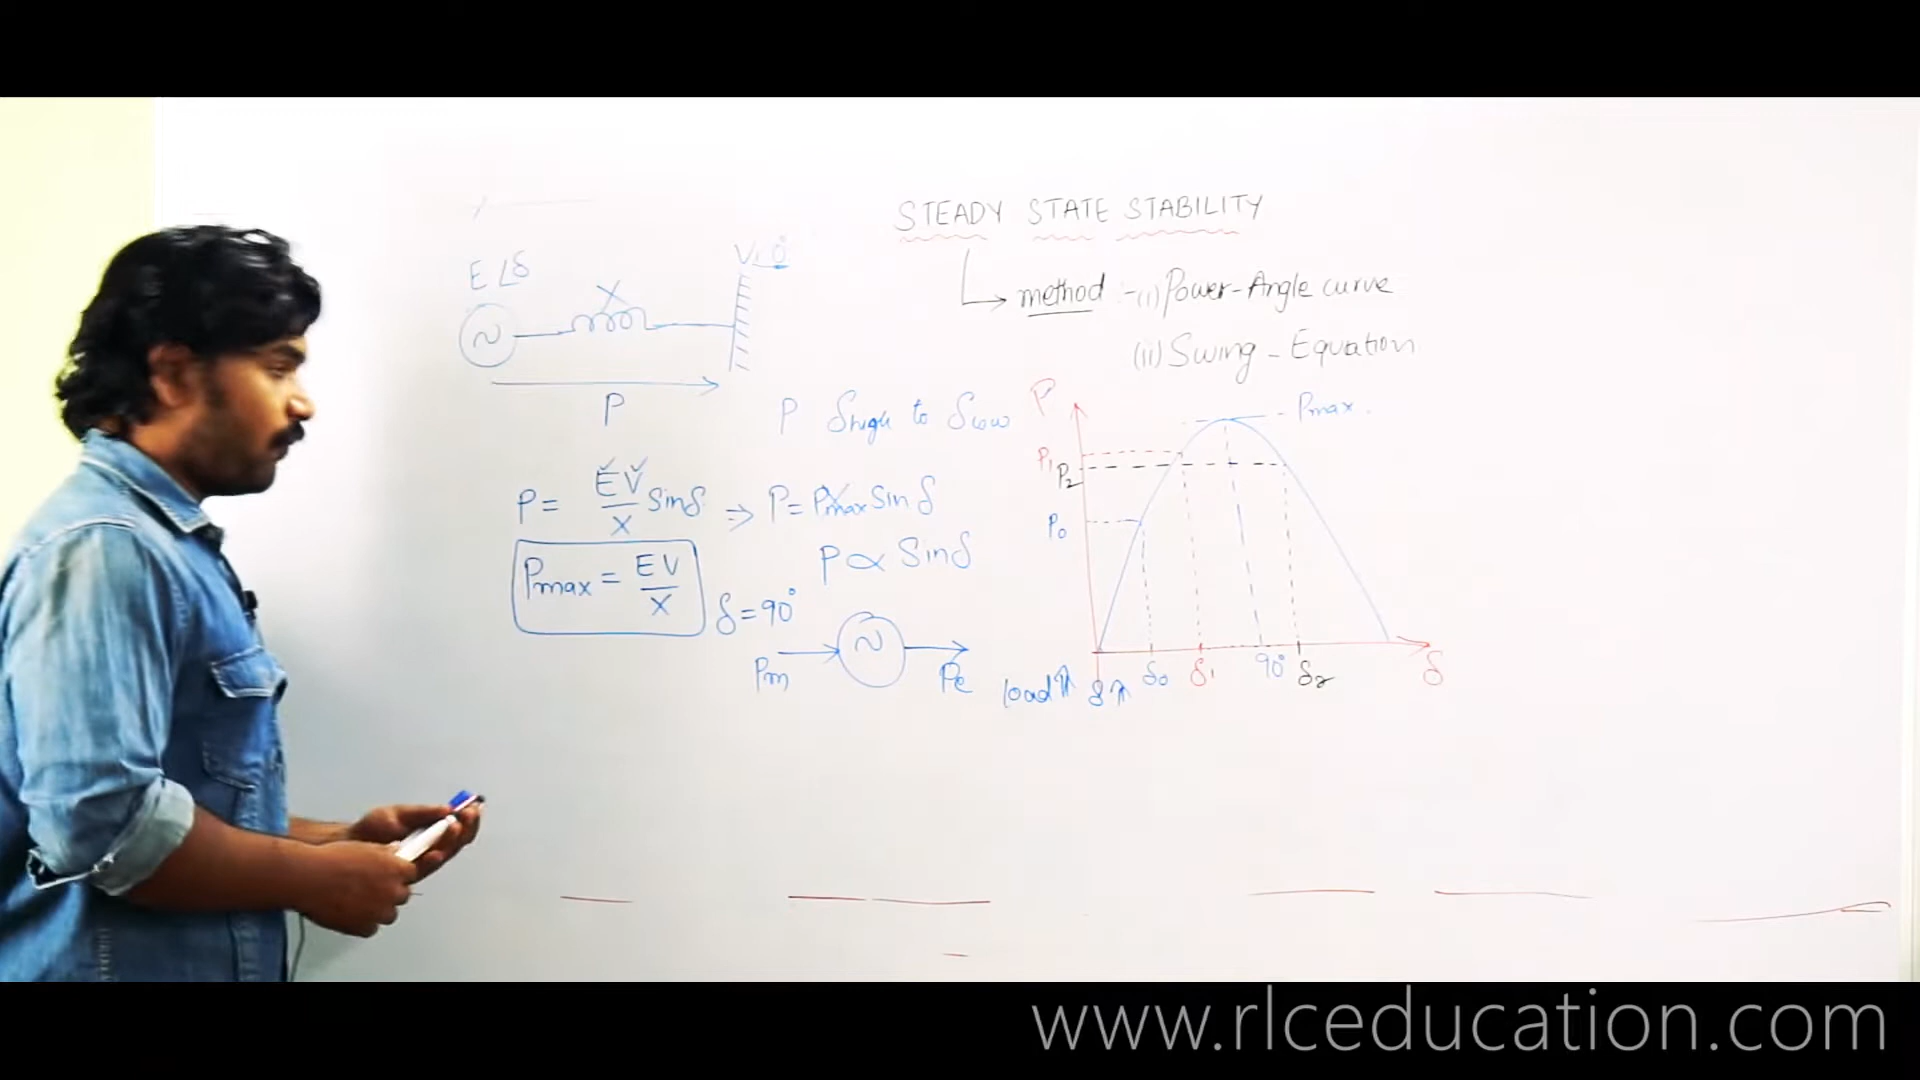 STEADY STATE STABILITY
method :- (i) Power-Angle curve
(ii) Swing - Equation
E∠δ
X
V∠0°
P
P δhigh to δlow
P = EV/X Sinδ ⇒ P = Pmax Sin δ
P ∝ Sinδ
Pmax = EV/X
δ = 90°
Pm
Pe
P
Pmax
P1
P2
P0
load↑ δ↑
δ0
δ1
90°
δ2
δ
www.rlceducation.com